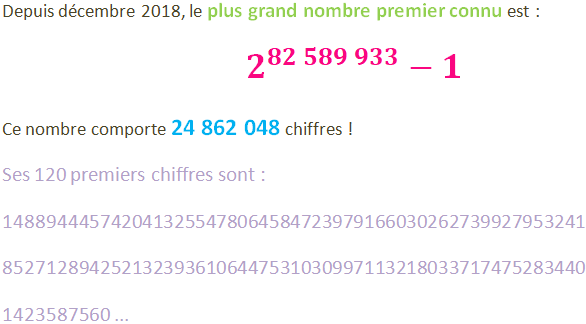 Depuis décembre 2018, le plus grand nombre premier connu est :
2^82 589 933 − 1
Ce nombre comporte 24 862 048 chiffres !
Ses 120 premiers chiffres sont :
1488944457420413255478064584723979166030262739927953241
8527128942521323936106447531030997113218033717475283440
1423587560 ...